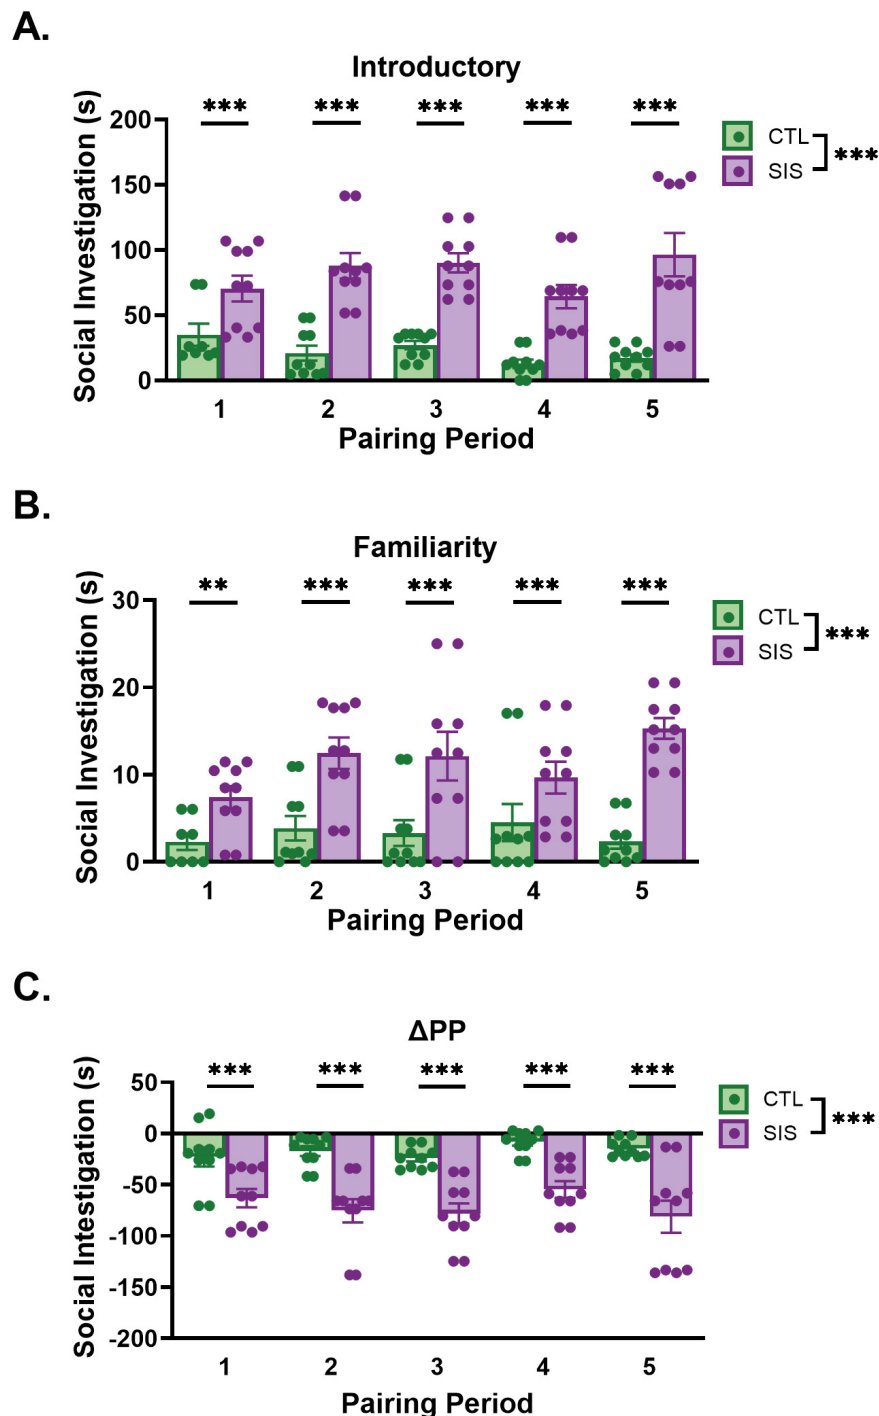 A.
Introductory
*** *** *** *** ***
Social Investigation (s)
200
150
100
50
0
1 2 3 4 5
Pairing Period
CTL
SIS
***
B.
Familiarity
** *** *** *** ***
Social Investigation (s)
30
20
10
0
1 2 3 4 5
Pairing Period
CTL
SIS
***
C.
ΔPP
*** *** *** *** ***
Social Intestigation (s)
50
0
-50
-100
-150
-200
1 2 3 4 5
Pairing Period
CTL
SIS
***